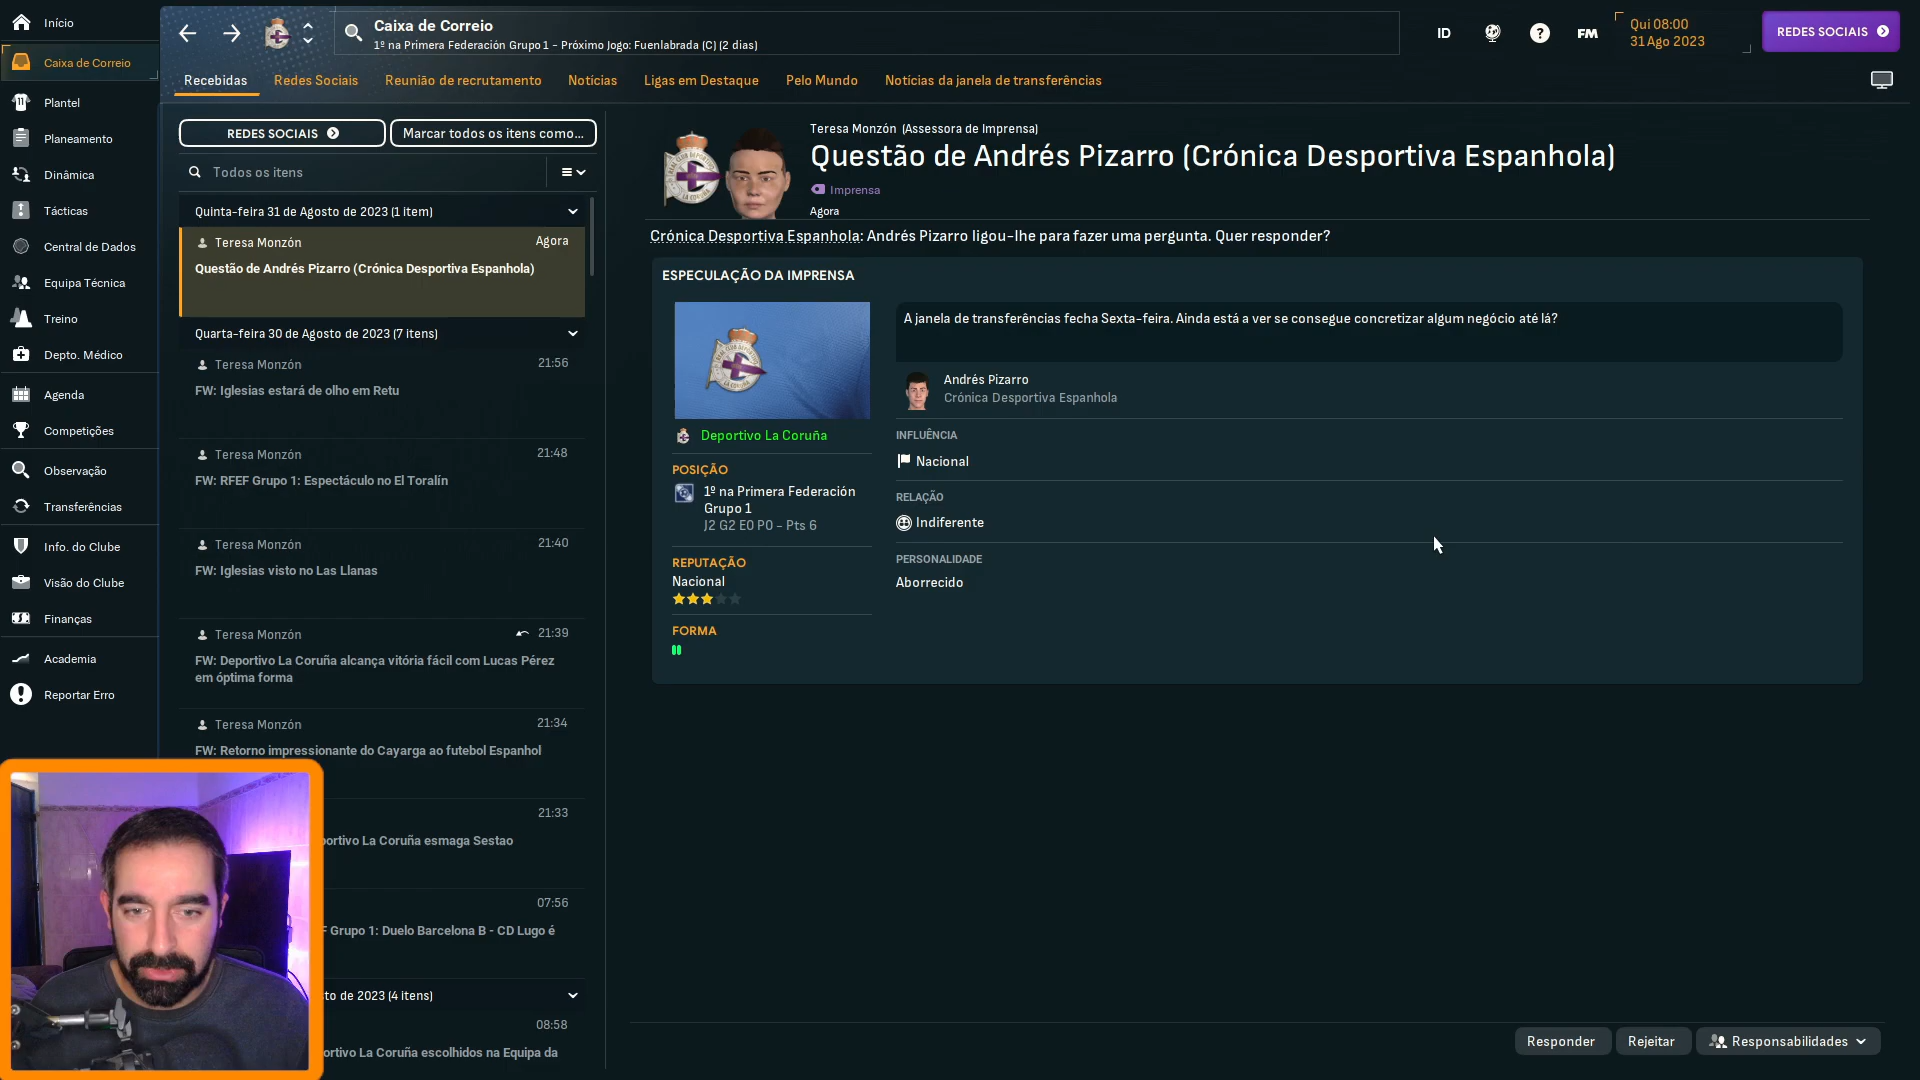 Início
Caixa de Correio
Plantel
Planeamento
Dinâmica
Tácticas
Central de Dados
Equipa Técnica
Treino
Depto. Médico
Agenda
Competições
Observação
Transferências
Info. do Clube
Visão do Clube
Finanças
Academia
Reportar Erro
Caixa de Correio
1º na Primera Federación Grupo 1 - Próximo Jogo: Fuenlabrada (C) (2 dias)
ID
?
FM
Qui 08:00
31 Ago 2023
REDES SOCIAIS
Recebidas
Redes Sociais
Reunião de recrutamento
Notícias
Ligas em Destaque
Pelo Mundo
Notícias da janela de transferências
REDES SOCIAIS
Marcar todos os itens como...
Todos os itens
Quinta-feira 31 de Agosto de 2023 (1 item)
Teresa Monzón
Agora
Questão de Andrés Pizarro (Crónica Desportiva Espanhola)
Quarta-feira 30 de Agosto de 2023 (7 itens)
Teresa Monzón
21:56
FW: Iglesias estará de olho em Retu
Teresa Monzón
21:48
FW: RFEF Grupo 1: Espectáculo no El Toralín
Teresa Monzón
21:40
FW: Iglesias visto no Las Llanas
Teresa Monzón
21:39
FW: Deportivo La Coruña alcança vitória fácil com Lucas Pérez
em óptima forma
Teresa Monzón
21:34
FW: Retorno impressionante do Cayarga ao futebol Espanhol
21:33
ortivo La Coruña esmaga Sestao
07:56
F Grupo 1: Duelo Barcelona B - CD Lugo é
to de 2023 (4 itens)
08:58
ortivo La Coruña escolhidos na Equipa da
Teresa Monzón (Assessora de Imprensa)
Questão de Andrés Pizarro (Crónica Desportiva Espanhola)
Imprensa
Agora
Crónica Desportiva Espanhola: Andrés Pizarro ligou-lhe para fazer uma pergunta. Quer responder?
ESPECULAÇÃO DA IMPRENSA
Deportivo La Coruña
POSIÇÃO
1º na Primera Federación
Grupo 1
J2 G2 E0 P0 - Pts 6
REPUTAÇÃO
Nacional
FORMA
A janela de transferências fecha Sexta-feira. Ainda está a ver se consegue concretizar algum negócio até lá?
Andrés Pizarro
Crónica Desportiva Espanhola
INFLUÊNCIA
Nacional
RELAÇÃO
Indiferente
PERSONALIDADE
Aborrecido
Responder
Rejeitar
Responsabilidades